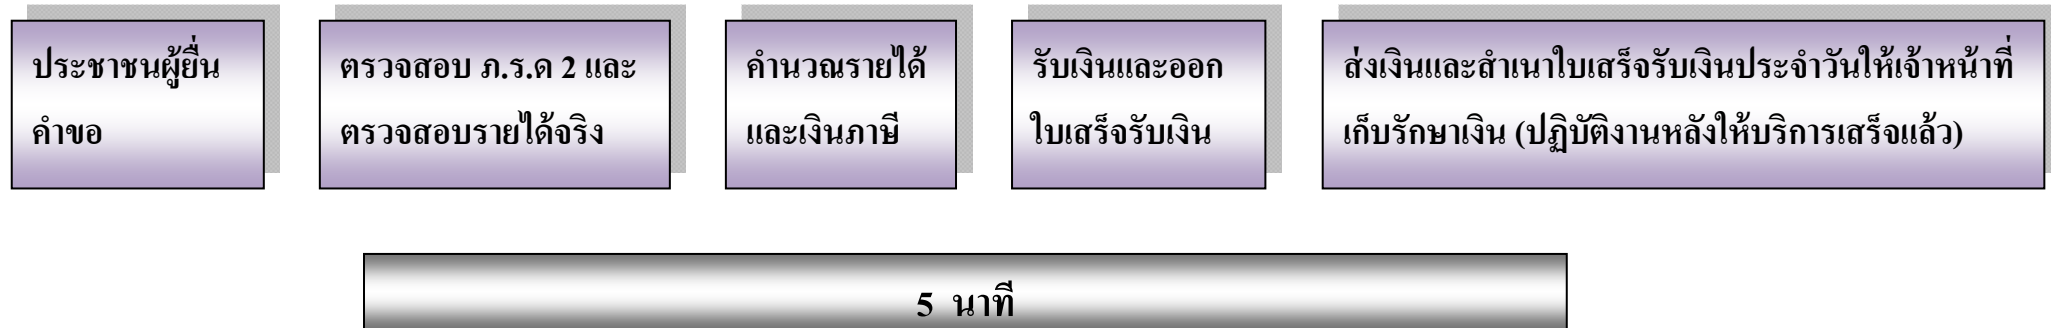 ประชาชนผู้ยื่น
คำขอ
ตรวจสอบ ภ.ร.ด 2 และ
ตรวจสอบรายได้จริง
คำนวณรายได้
และเงินภาษี
รับเงินและออก
ใบเสร็จรับเงิน
ส่งเงินและสำเนาใบเสร็จรับเงินประจำวันให้เจ้าหน้าที่
เก็บรักษาเงิน (ปฏิบัติงานหลังให้บริการเสร็จแล้ว)
5 นาที